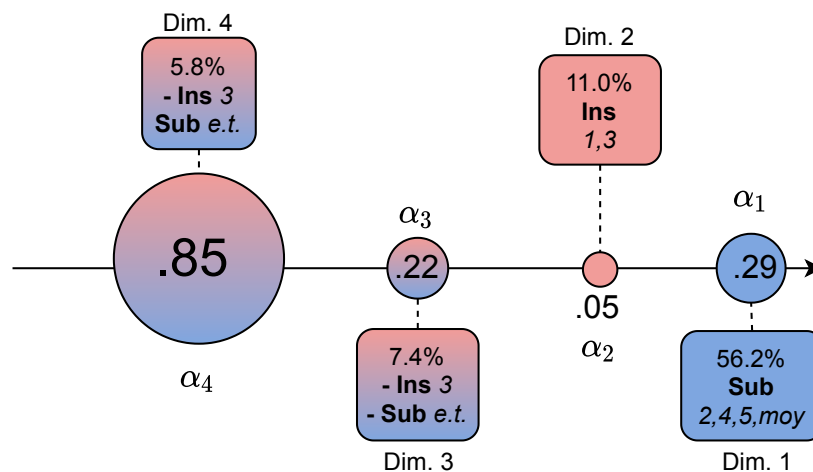 Dim. 4
5.8%
- Ins 3
Sub e.t.
.85
α4
α3
.22
7.4%
- Ins 3
- Sub e.t.
Dim. 3
Dim. 2
11.0%
Ins
1,3
.05
α2
α1
.29
56.2%
Sub
2,4,5,moy
Dim. 1